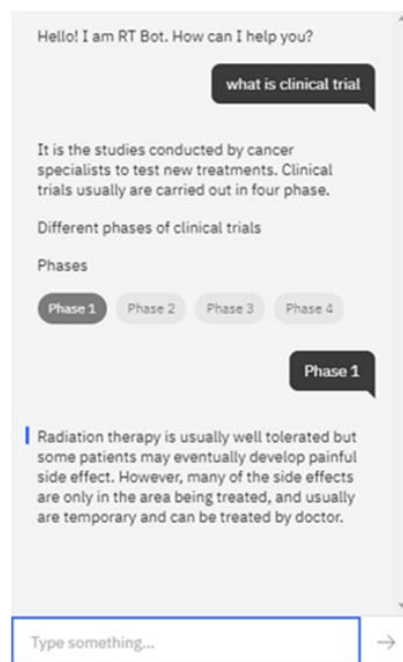 Hello! I am RT Bot. How can I help you?
what is clinical trial
It is the studies conducted by cancer
specialists to test new treatments. Clinical
trials usually are carried out in four phase.
Different phases of clinical trials
Phases
Phase 1 Phase 2 Phase 3 Phase 4
Phase 1
Radiation therapy is usually well tolerated but
some patients may eventually develop painful
side effect. However, many of the side effects
are only in the area being treated, and usually
are temporary and can be treated by doctor.
Type something...